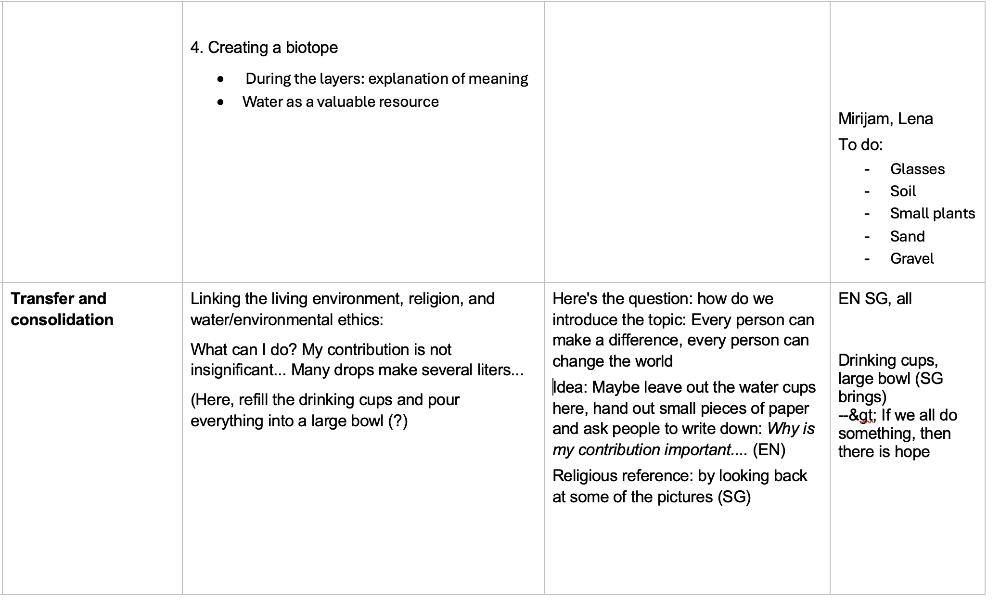 4. Creating a biotope
• During the layers: explanation of meaning
• Water as a valuable resource
Mirijam, Lena
To do:
- Glasses
- Soil
- Small plants
- Sand
- Gravel
Transfer and
consolidation
Linking the living environment, religion, and
water/environmental ethics:
What can I do? My contribution is not
insignificant... Many drops make several liters...
(Here, refill the drinking cups and pour
everything into a large bowl (?)
Here's the question: how do we
introduce the topic: Every person can
make a difference, every person can
change the world
Idea: Maybe leave out the water cups
here, hand out small pieces of paper
and ask people to write down: Why is
my contribution important.... (EN)
Religious reference: by looking back
at some of the pictures (SG)
EN SG, all
Drinking cups,
large bowl (SG
brings)
--&gt; If we all do
something, then
there is hope